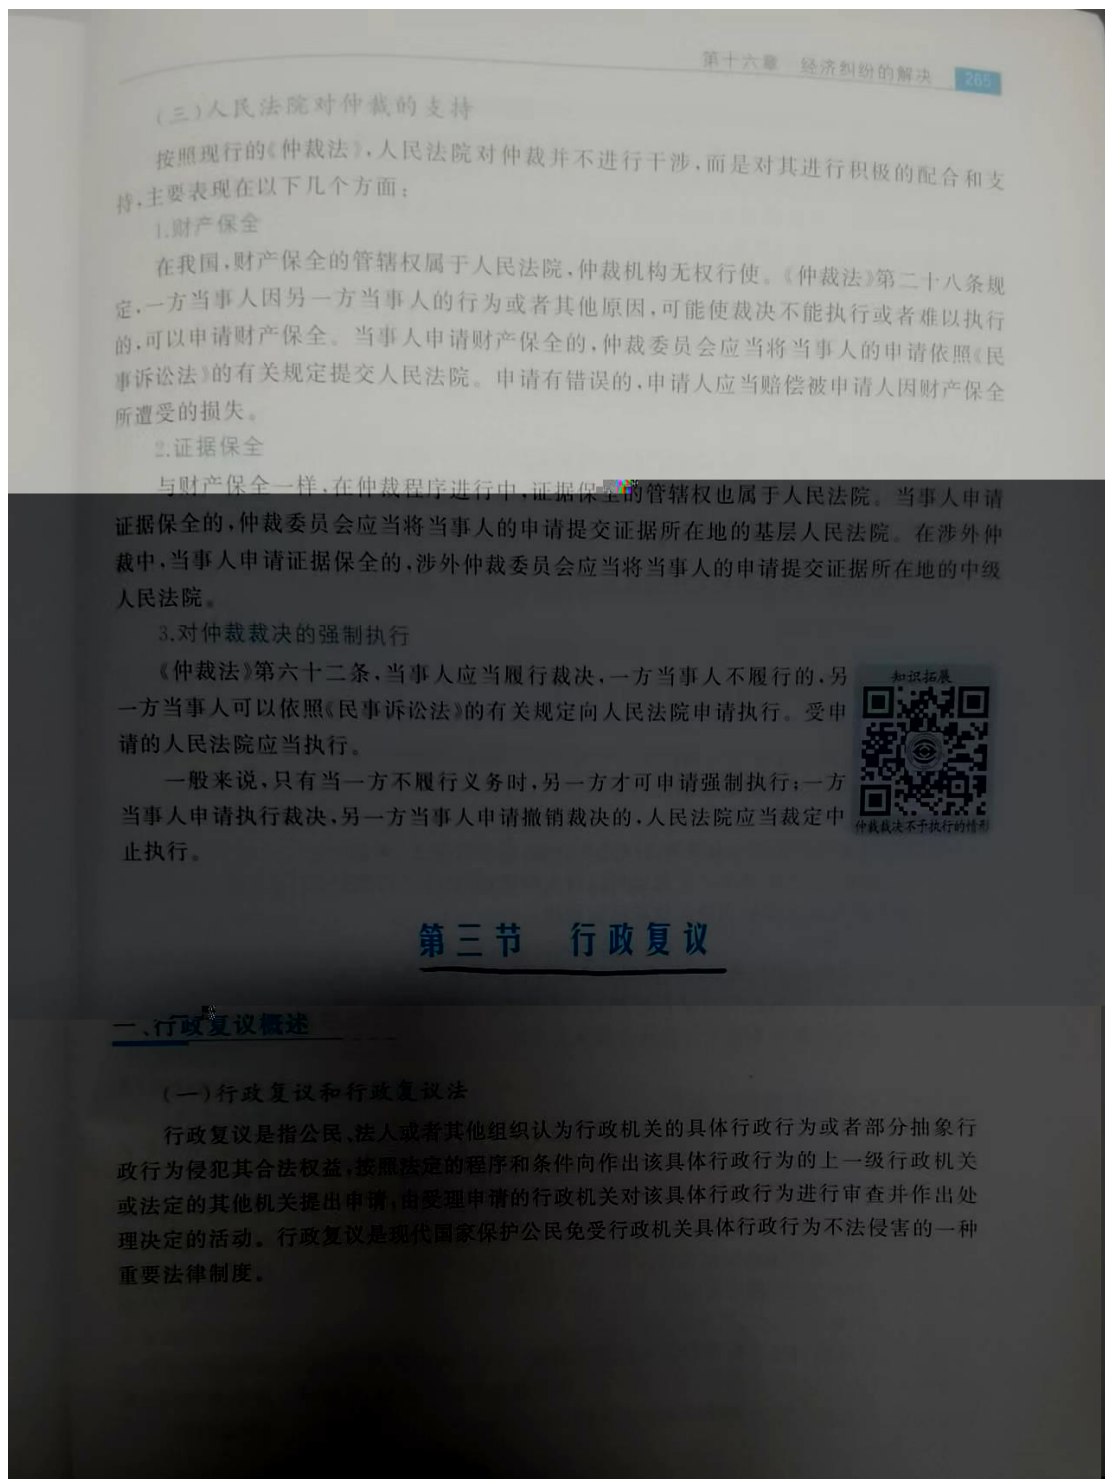 第十六章 经济纠纷的解决 265
(三)人民法院对仲裁的支持
按照现行的《仲裁法》,人民法院对仲裁并不进行干涉,而是对其进行积极的配合和支
持,主要表现在以下几个方面:
1.财产保全
在我国,财产保全的管辖权属于人民法院,仲裁机构无权行使。《仲裁法》第二十八条规
定,一方当事人因另一方当事人的行为或者其他原因,可能使裁决不能执行或者难以执行
的,可以申请财产保全。当事人申请财产保全的,仲裁委员会应当将当事人的申请依照《民
事诉讼法》的有关规定提交人民法院。申请有错误的,申请人应当赔偿被申请人因财产保全
所遭受的损失。
2.证据保全
与财产保全一样,在仲裁程序进行中,证据保全的管辖权也属于人民法院。当事人申请
证据保全的,仲裁委员会应当将当事人的申请提交证据所在地的基层人民法院。在涉外仲
裁中,当事人申请证据保全的,涉外仲裁委员会应当将当事人的申请提交证据所在地的中级
人民法院。
3.对仲裁裁决的强制执行
《仲裁法》第六十二条,当事人应当履行裁决,一方当事人不履行的,另
一方当事人可以依照《民事诉讼法》的有关规定向人民法院申请执行。受申
请的人民法院应当执行。
一般来说,只有当一方不履行义务时,另一方才可申请强制执行;一方
当事人申请执行裁决,另一方当事人申请撤销裁决的,人民法院应当裁定中
止执行。
知识拓展
仲裁裁决不予执行的情形
第三节 行政复议
一、行政复议概述
(一)行政复议和行政复议法
行政复议是指公民、法人或者其他组织认为行政机关的具体行政行为或者部分抽象行
政行为侵犯其合法权益,按照法定的程序和条件向作出该具体行政行为的上一级行政机关
或法定的其他机关提出申请,由受理申请的行政机关对该具体行政行为进行审查并作出处
理决定的活动。行政复议是现代国家保护公民免受行政机关具体行政行为不法侵害的一种
重要法律制度。